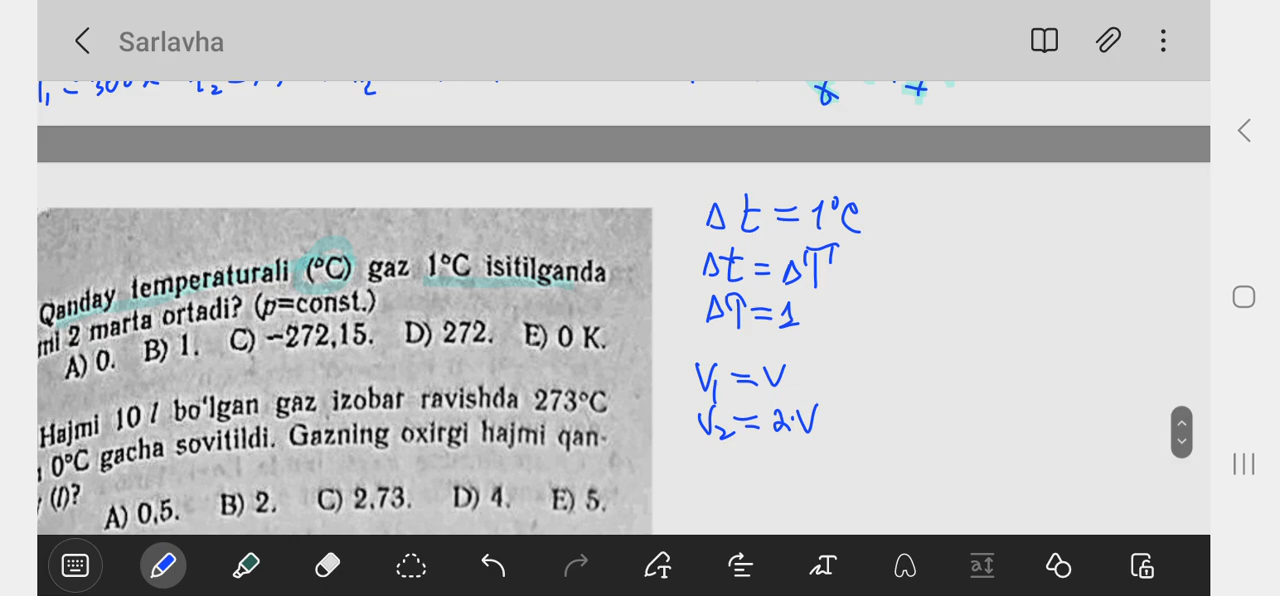 Sarlavha
Qanday temperaturali (°C) gaz 1°C isitilganda
mi 2 marta ortadi? (p=const.)
A) 0. B) 1. C) −272,15. D) 272. E) 0 K.
Hajmi 10 l bo'lgan gaz izobar ravishda 273°C
0°C gacha sovitildi. Gazning oxirgi hajmi qan-
(l)?
A) 0,5. B) 2. C) 2,73. D) 4. E) 5.
Δt = 1°C
Δt = ΔT
ΔT = 1
V₁ = V
V₂ = 2·V